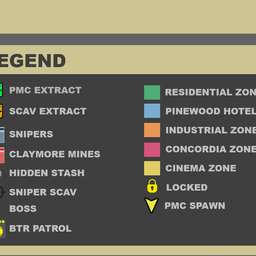 EGEND
PMC EXTRACT
SCAV EXTRACT
SNIPERS
CLAYMORE MINES
HIDDEN STASH
SNIPER SCAV
BOSS
BTR PATROL
RESIDENTIAL ZON
PINEWOOD HOTEL
INDUSTRIAL ZONE
CONCORDIA ZONE
CINEMA ZONE
LOCKED
PMC SPAWN